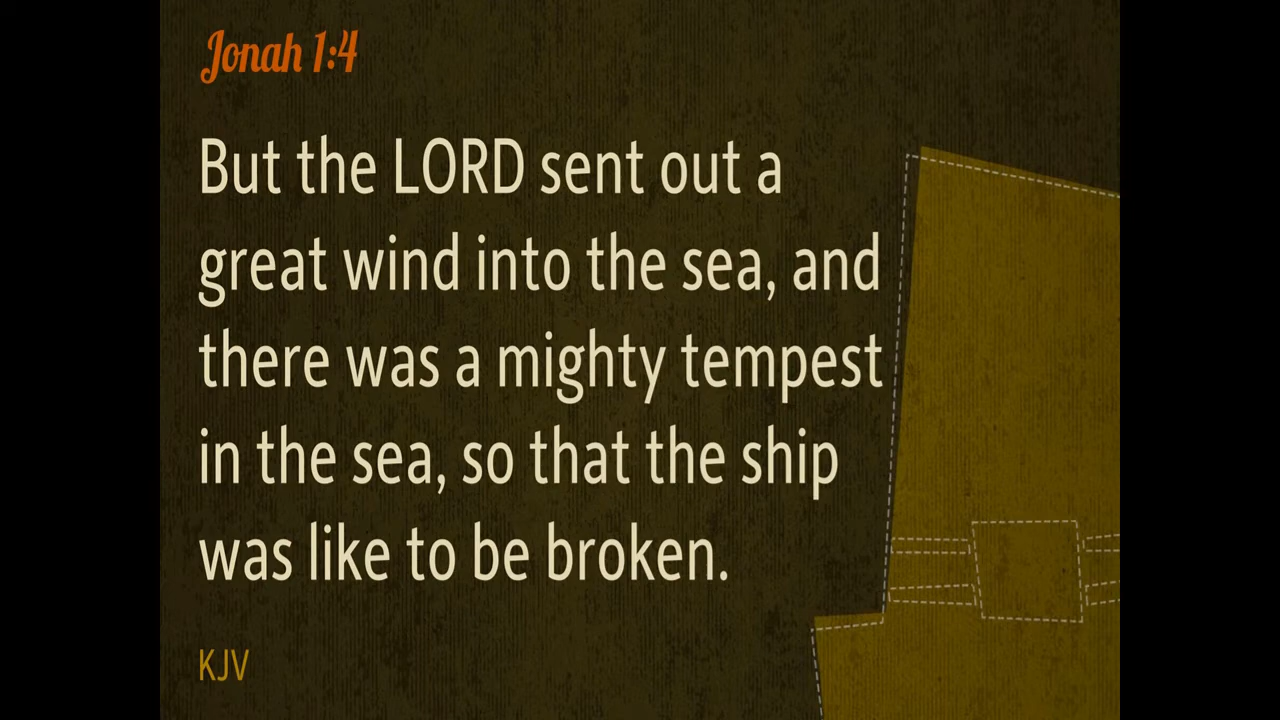 Jonah 1:4
But the LORD sent out a
great wind into the sea, and
there was a mighty tempest
in the sea, so that the ship
was like to be broken.
KJV